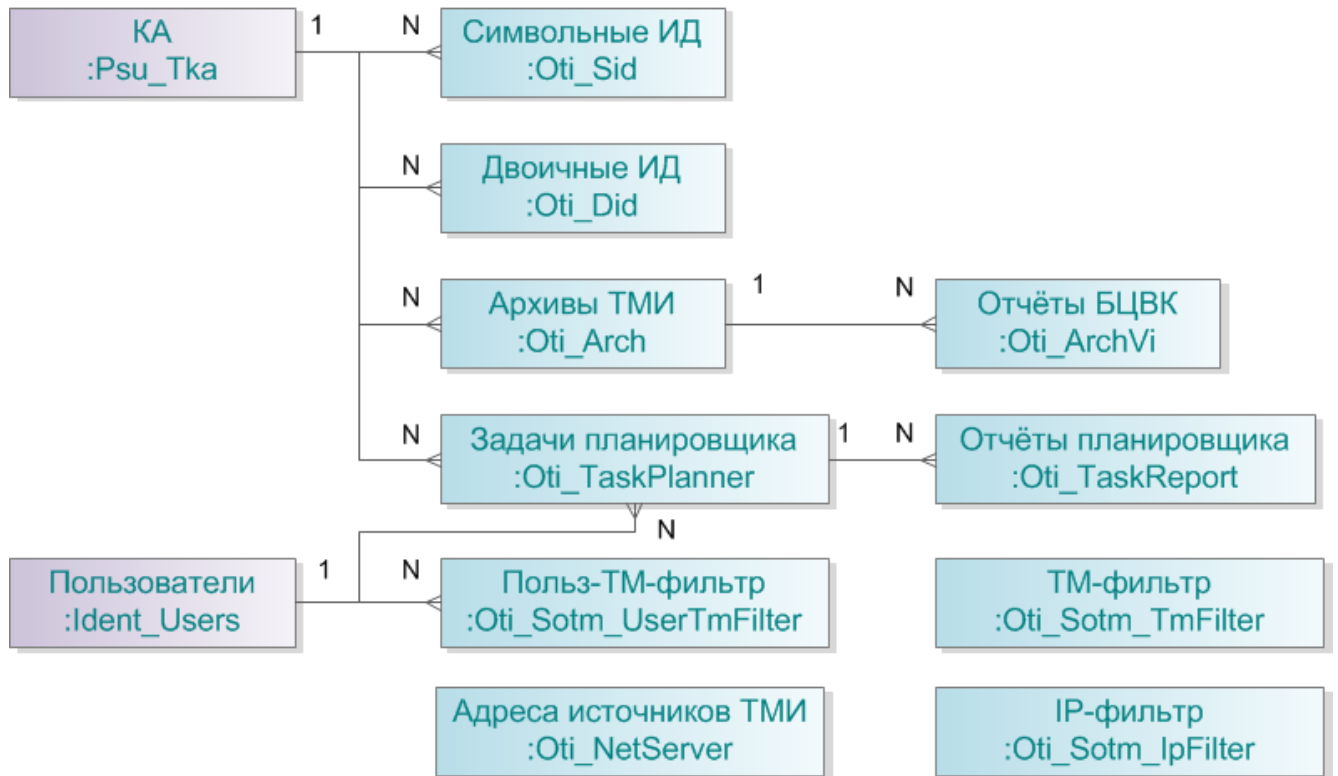 КА
:Psu_Tka
1
N
Символьные ИД
:Oti_Sid
N
Двоичные ИД
:Oti_Did
N
Архивы ТМИ
:Oti_Arch
1
N
Отчёты БЦВК
:Oti_ArchVi
N
Задачи планировщика
:Oti_TaskPlanner
1
N
Отчёты планировщика
:Oti_TaskReport
N
Пользователи
:Ident_Users
1
N
Польз-ТМ-фильтр
:Oti_Sotm_UserTmFilter
ТМ-фильтр
:Oti_Sotm_TmFilter
Адреса источников ТМИ
:Oti_NetServer
IP-фильтр
:Oti_Sotm_IpFilter